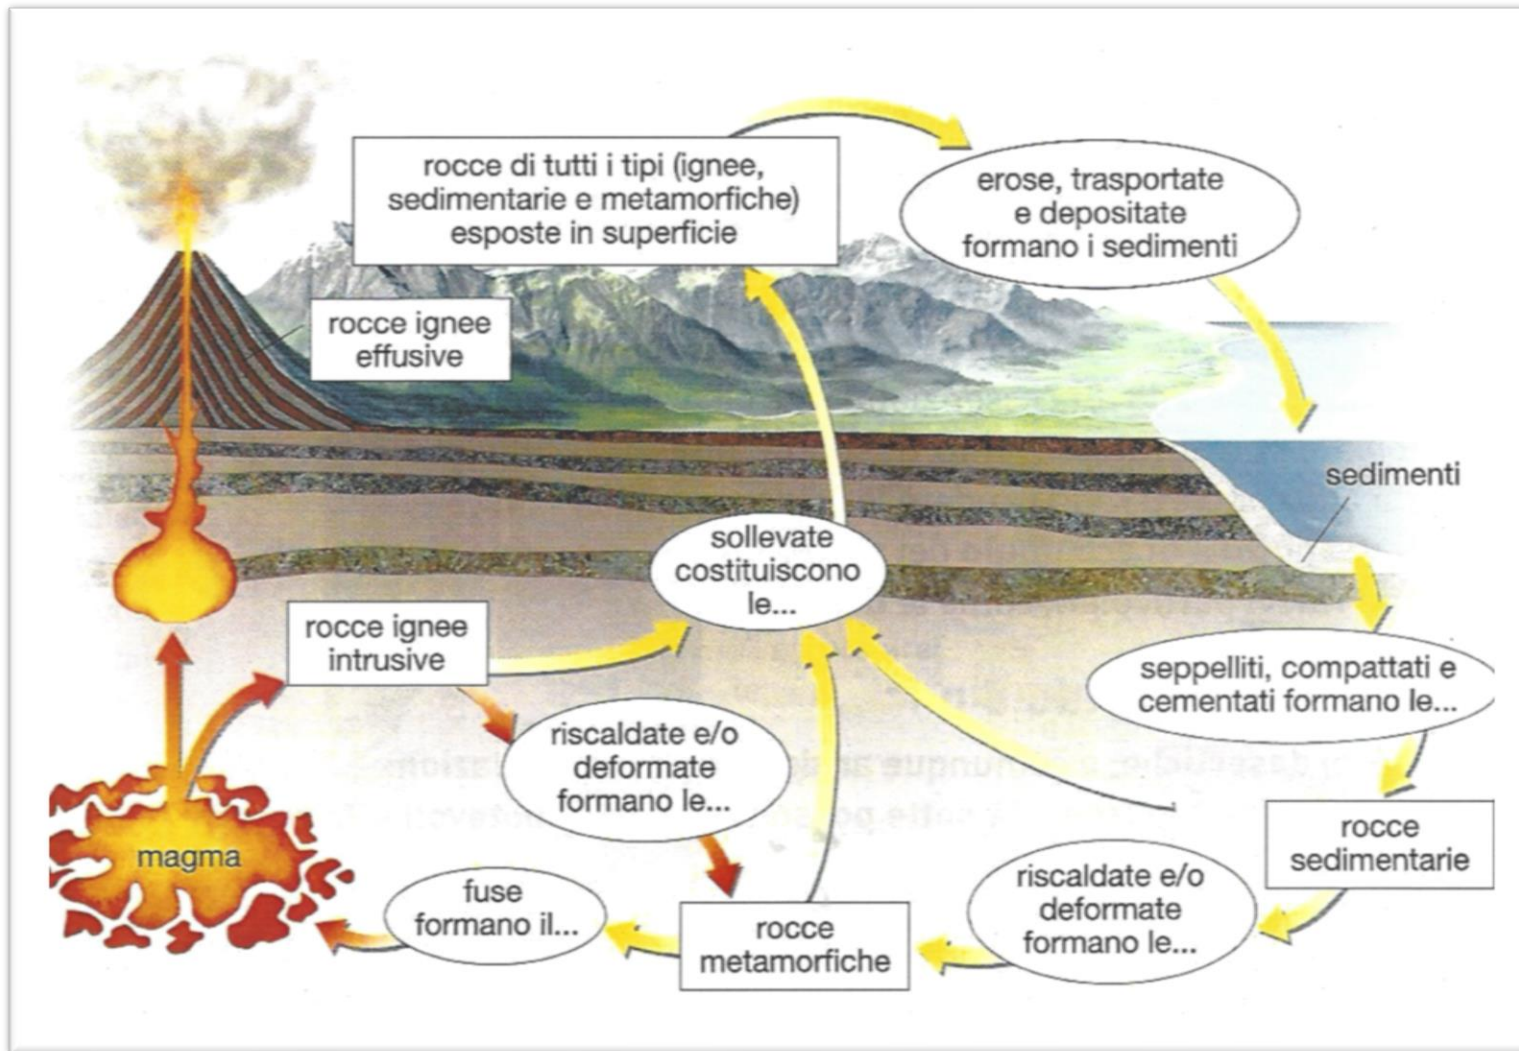 rocce di tutti i tipi (ignee,
sedimentarie e metamorfiche)
esposte in superficie
erose, trasportate
e depositate
formano i sedimenti
rocce ignee
effusive
sedimenti
sollevate
costituiscono
le...
rocce ignee
intrusive
seppelliti, compattati e
cementati formano le...
riscaldate e/o
deformate
formano le...
magma
rocce
sedimentarie
riscaldate e/o
deformate
formano le...
fuse
formano il...
rocce
metamorfiche